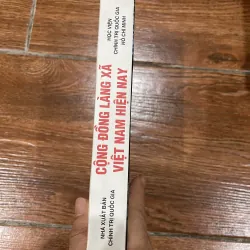 HỌC VIỆN
CHÍNH TRỊ QUỐC GIA
HỒ CHÍ MINH
CỘNG ĐỒNG LÀNG XÃ
VIỆT NAM HIỆN NAY
NHÀ XUẤT BẢN
CHÍNH TRỊ QUỐC GIA